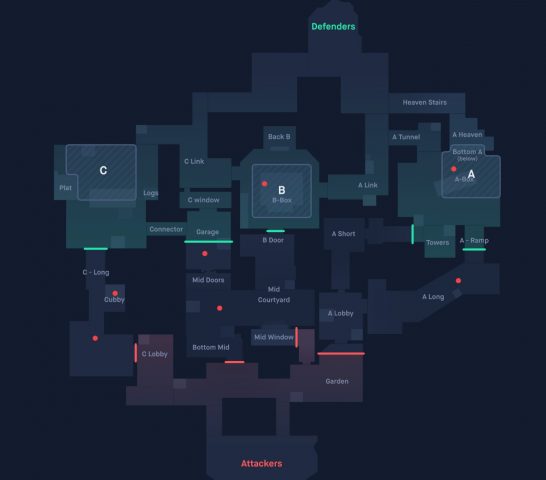 Defenders
Heaven Stairs
Back B
A Tunnel
A Heaven
Bottom A
(below)
C
C Link
A
A-Box
Plat
Logs
B
A Link
C window
B-Box
Connector
Garage
A Short
B Door
Towers
A - Ramp
C - Long
Mid Doors
Mid
Courtyard
Cubby
A Long
A Lobby
Mid Window
Bottom Mid
C Lobby
Garden
Attackers